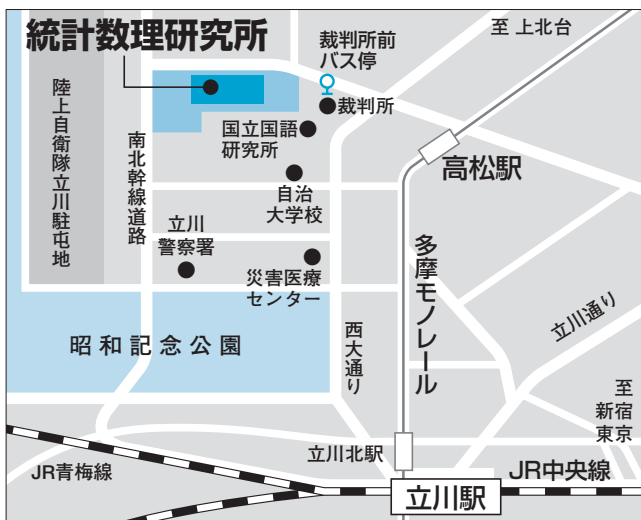 統計数理研究所
至 上北台
裁判所前
バス停
裁判所
陸上自衛隊立川駐屯地
南北幹線道路
国立国語
研究所
高松駅
自治
大学校
立川
警察署
災害医療
センター
多摩モノレール
立川通り
昭和記念公園
西大通り
至
新宿
東京
立川北駅
JR青梅線
JR中央線
立川駅